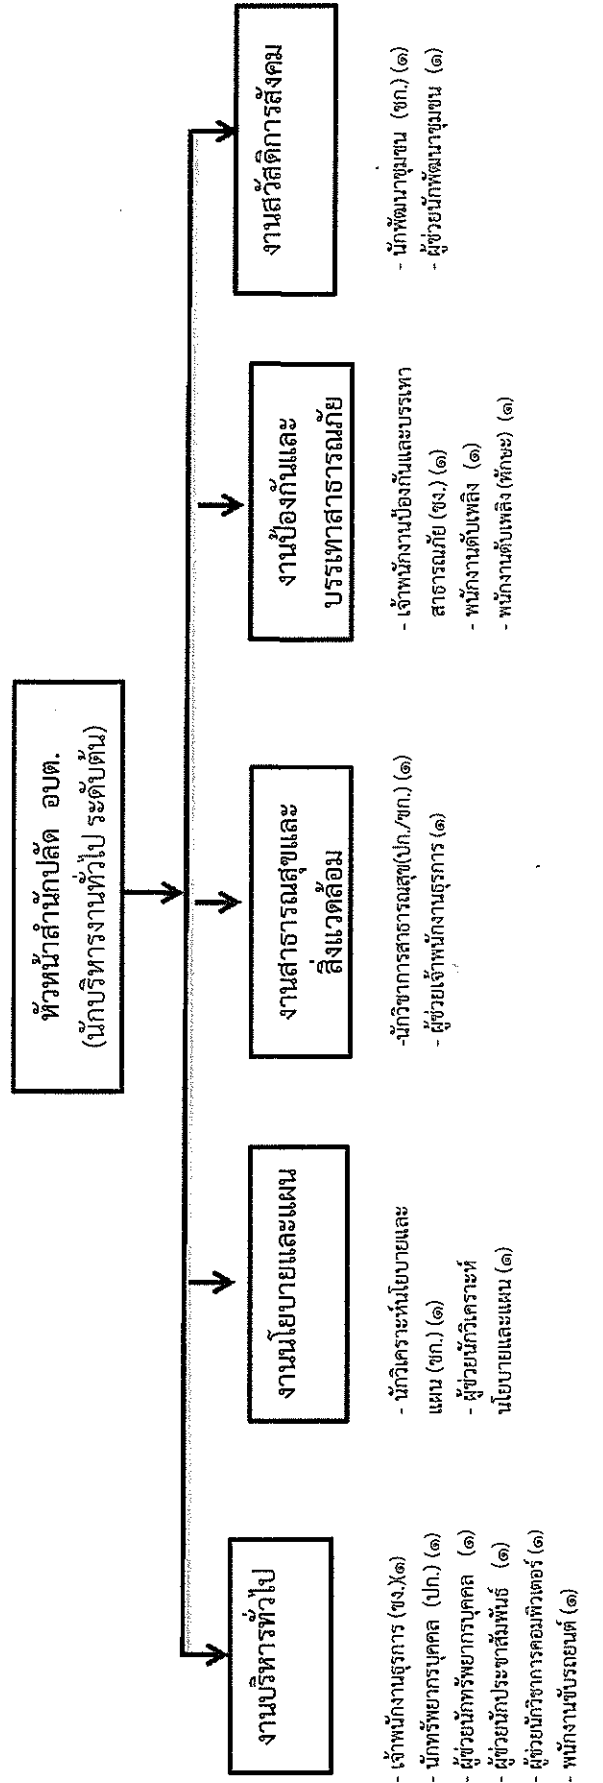 หัวหน้าสำนักปลัด อบต.
(นักบริหารงานทั่วไป ระดับต้น)
งานบริหารทั่วไป
- เจ้าพนักงานธุรการ (ชง.)(๑)
- นักทรัพยากรบุคคล (ปก.) (๑)
- ผู้ช่วยนักทรัพยากรบุคคล (๑)
- ผู้ช่วยนักประชาสัมพันธ์ (๑)
- ผู้ช่วยนักวิชาการคอมพิวเตอร์ (๑)
- พนักงานขับรถยนต์ (๑)
งานนโยบายและแผน
- นักวิเคราะห์นโยบายและ
แผน (ชก.) (๑)
- ผู้ช่วยนักวิเคราะห์
นโยบายและแผน (๑)
งานสาธารณสุขและ
สิ่งแวดล้อม
-นักวิชาการสาธารณสุข(ปก./ชก.) (๑)
- ผู้ช่วยเจ้าพนักงานธุรการ (๑)
งานป้องกันและ
บรรเทาสาธารณภัย
- เจ้าพนักงานป้องกันและบรรเทา
สาธารณภัย (ชง.) (๑)
- พนักงานดับเพลิง (๑)
- พนักงานดับเพลิง (ทักษะ) (๑)
งานสวัสดิการสังคม
- นักพัฒนาชุมชน (ชก.) (๑)
- ผู้ช่วยนักพัฒนาชุมชน (๑)